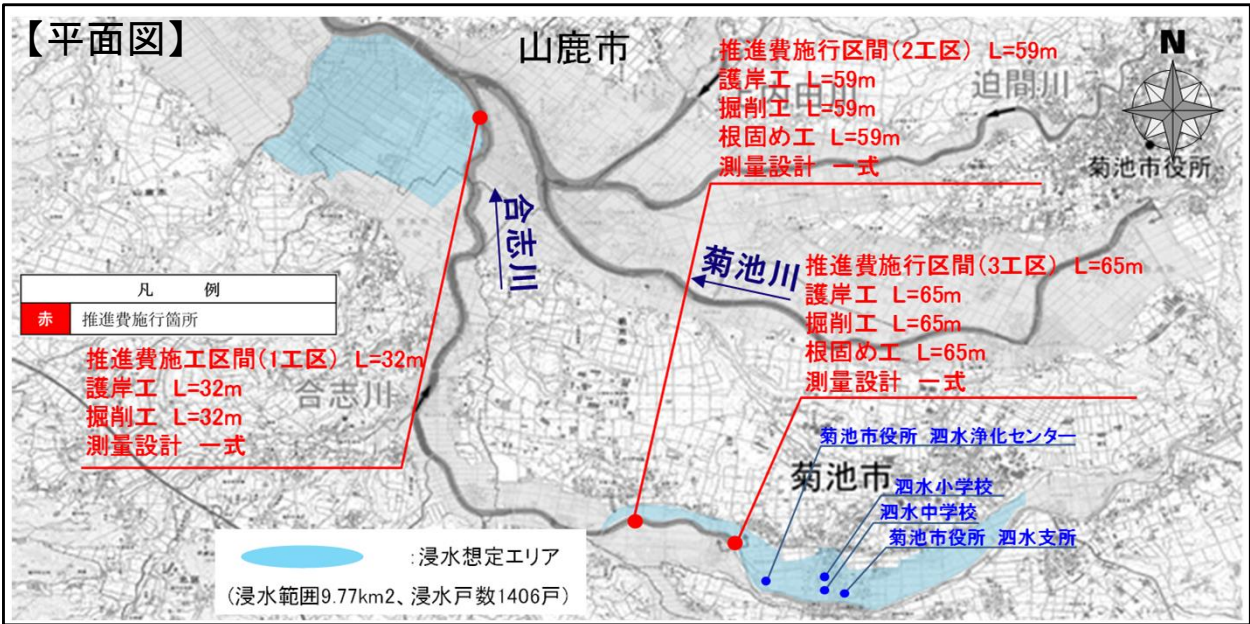 【平面図】
山鹿市
推進費施行区間(2工区) L=59m
護岸工 L=59m
掘削工 L=59m
根固め工 L=59m
測量設計 一式
上内田川
迫間川
N
菊池市役所
合志川
菊池川
推進費施行区間(3工区) L=65m
護岸工 L=65m
掘削工 L=65m
根固め工 L=65m
測量設計 一式
凡 例
赤 推進費施行箇所
推進費施工区間(1工区) L=32m
護岸工 L=32m
掘削工 L=32m
測量設計 一式
合志川
菊池市役所 泗水浄化センター
菊池市
泗水小学校
泗水中学校
菊池市役所 泗水支所
:浸水想定エリア
(浸水範囲9.77km2、浸水戸数1406戸)